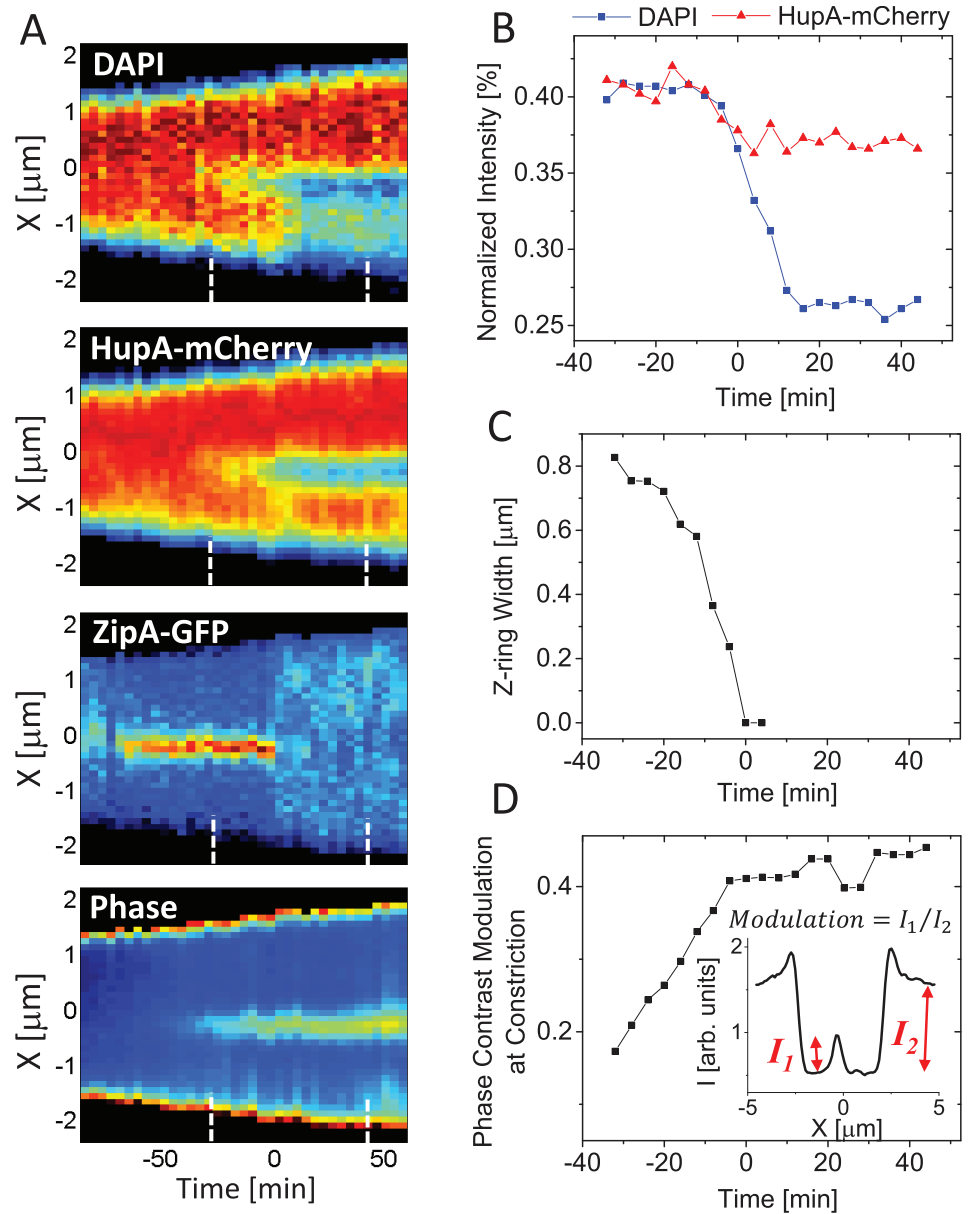 A
DAPI
X [μm]
2
1
0
-1
-2
HupA-mCherry
X [μm]
2
1
0
-1
-2
ZipA-GFP
X [μm]
2
1
0
-1
-2
Phase
X [μm]
2
1
0
-1
-2
-50 0 50
Time [min]
DAPI HupA-mCherry
B
Normalized Intensity [%]
0.40
0.35
0.30
0.25
-40 -20 0 20 40
Time [min]
C
Z-ring Width [μm]
0.8
0.6
0.4
0.2
0.0
-40 -20 0 20 40
Time [min]
D
Phase Contrast Modulation
at Constriction
0.4
0.2
-40 -20 0 20 40
Time [min]
Modulation = I1/I2
I [arb. units]
2
1
I1
I2
-5 0 5
X [μm]